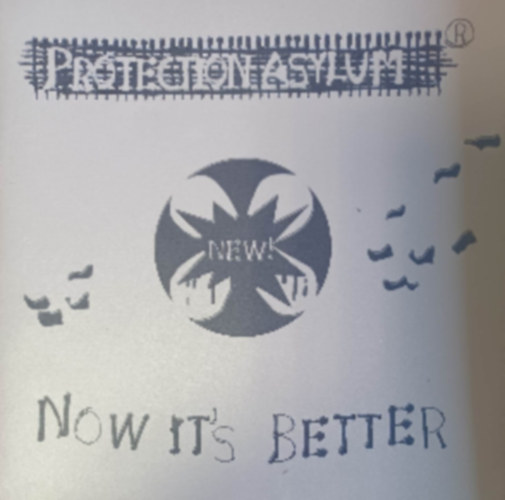 PROTECTION ASYLUM ®
NEW!
NOW IT'S BETTER